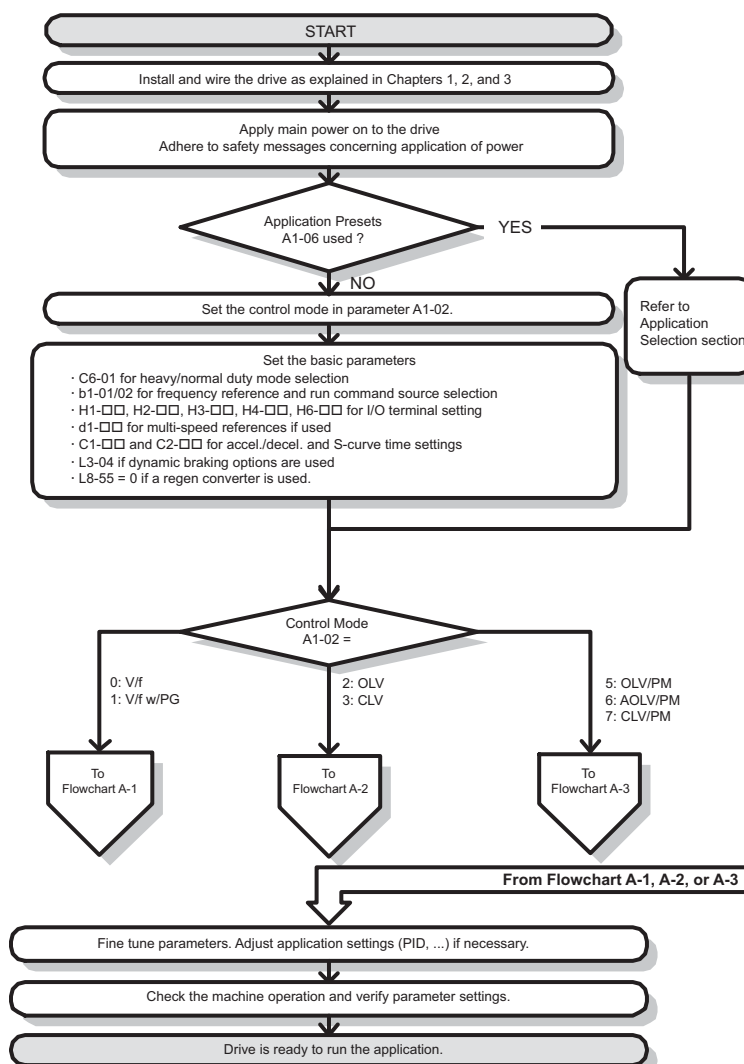 START
Install and wire the drive as explained in Chapters 1, 2, and 3
Apply main power on to the drive
Adhere to safety messages concerning application of power
Application Presets
A1-06 used ?
YES
NO
Set the control mode in parameter A1-02.
Refer to
Application
Selection section
Set the basic parameters
· C6-01 for heavy/normal duty mode selection
· b1-01/02 for frequency reference and run command source selection
· H1-□□, H2-□□, H3-□□, H4-□□, H6-□□ for I/O terminal setting
· d1-□□ for multi-speed references if used
· C1-□□ and C2-□□ for accel./decel. and S-curve time settings
· L3-04 if dynamic braking options are used
· L8-55 = 0 if a regen converter is used.
Control Mode
A1-02 =
0: V/f
1: V/f w/PG
2: OLV
3: CLV
5: OLV/PM
6: AOLV/PM
7: CLV/PM
To
Flowchart A-1
To
Flowchart A-2
To
Flowchart A-3
From Flowchart A-1, A-2, or A-3
Fine tune parameters. Adjust application settings (PID, ...) if necessary.
Check the machine operation and verify parameter settings.
Drive is ready to run the application.